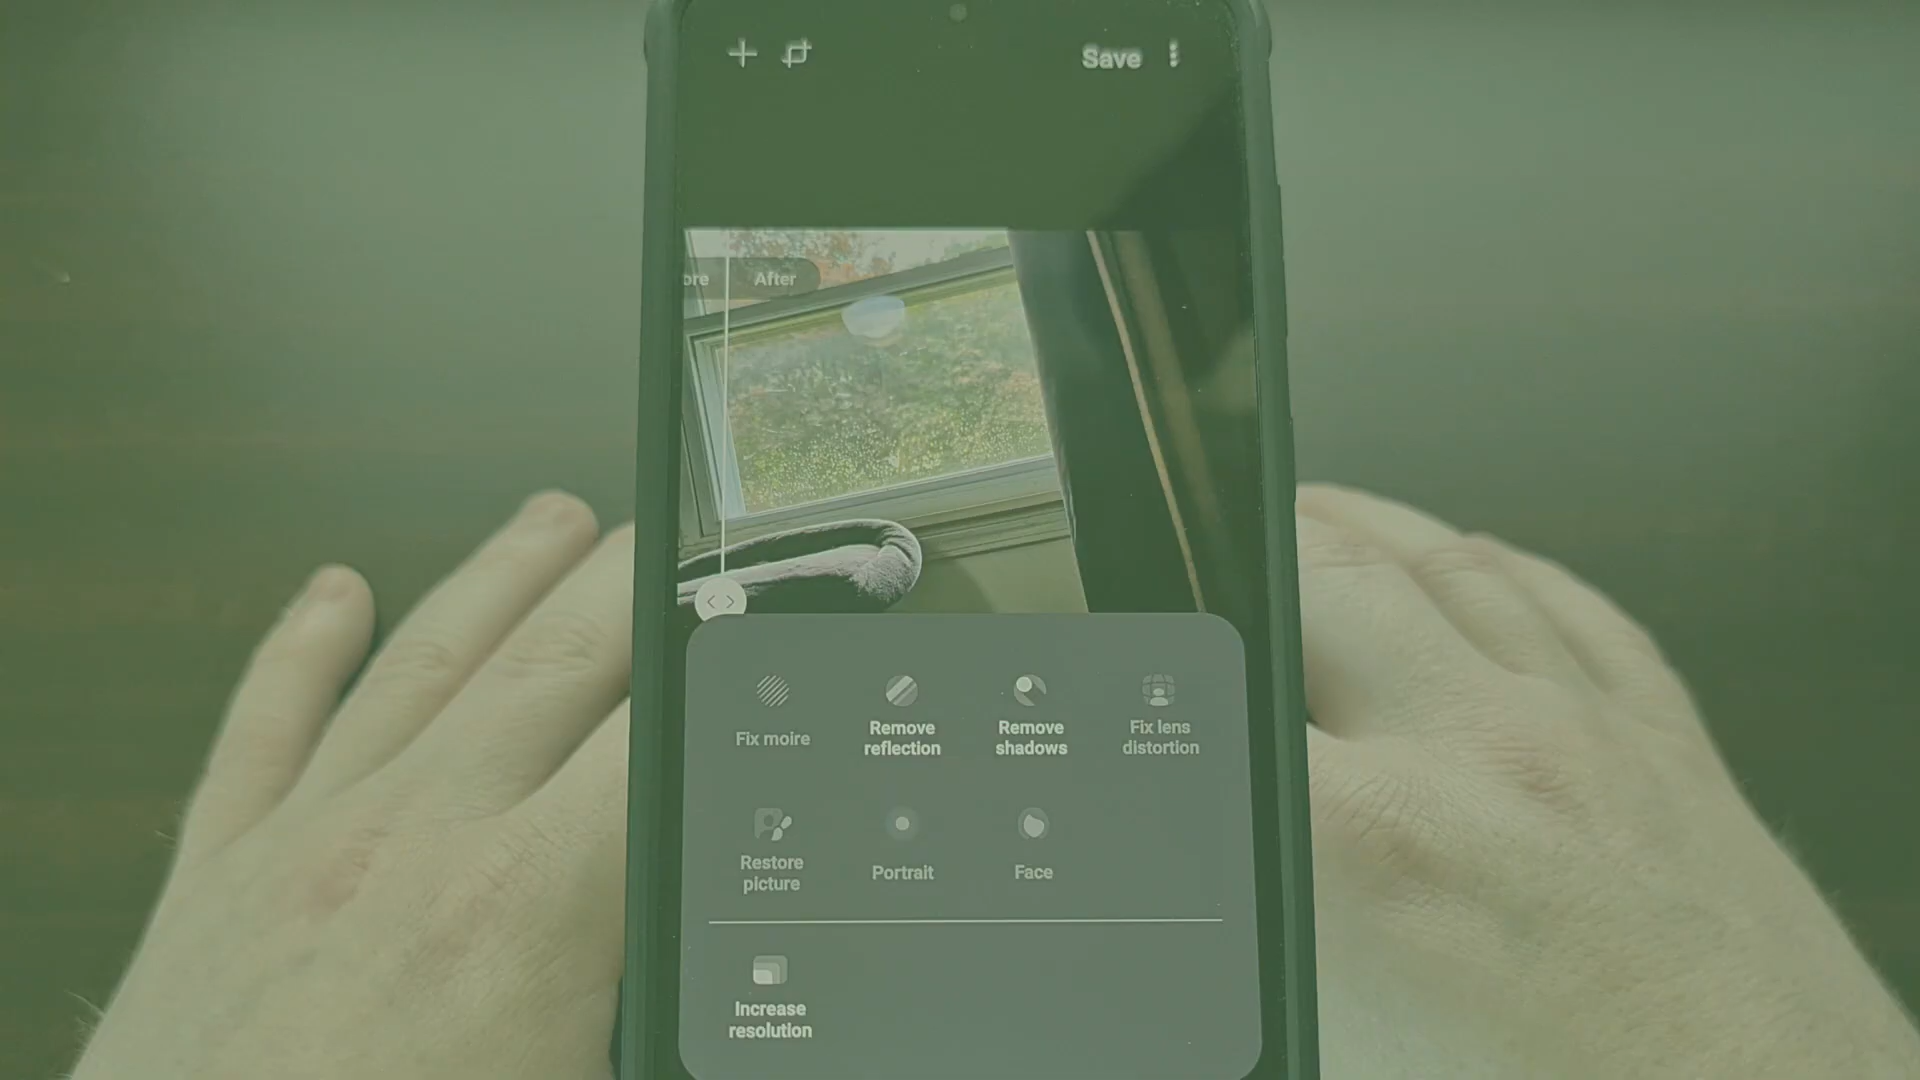 Save
ore
After
Fix moire
Remove
reflection
Remove
shadows
Fix lens
distortion
Restore
picture
Portrait
Face
Increase
resolution